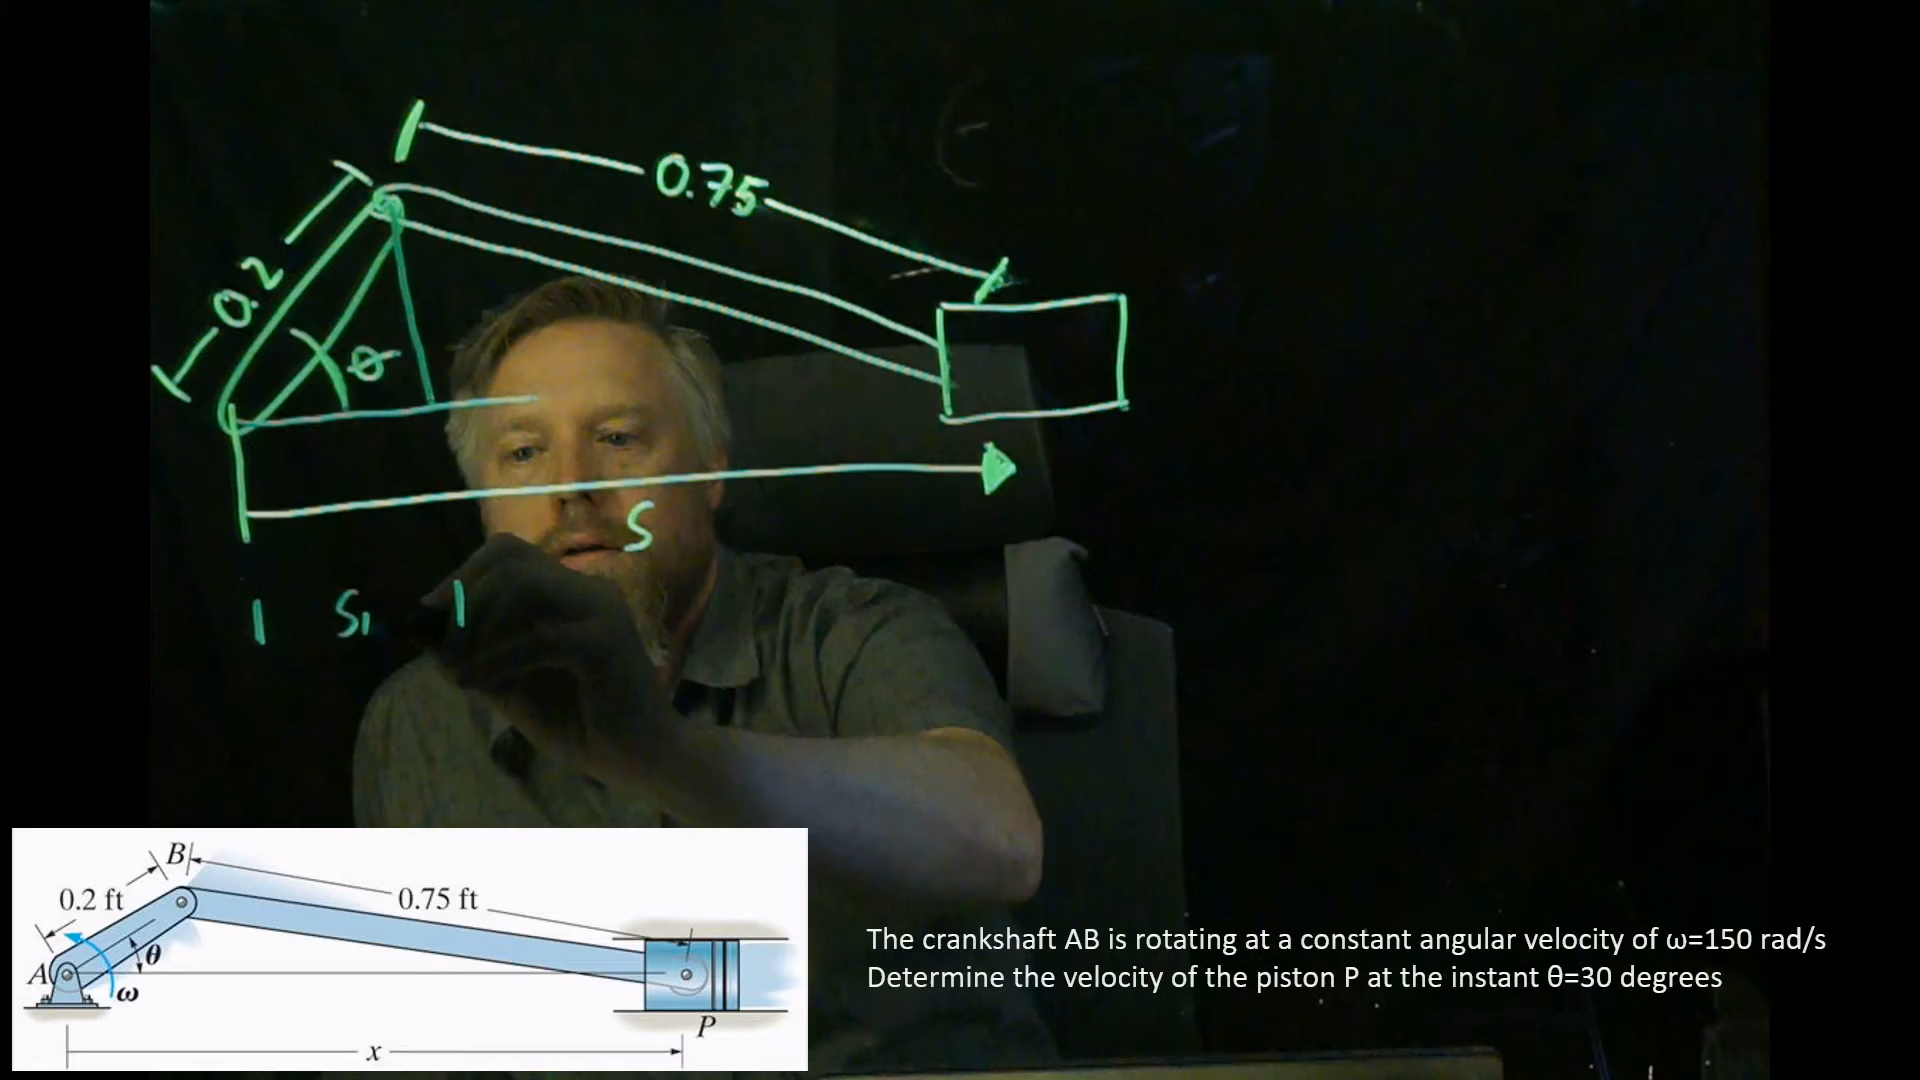 0.75
0.2
θ
S
S1
B
0.2 ft
0.75 ft
θ
A
ω
P
x
The crankshaft AB is rotating at a constant angular velocity of ω=150 rad/s
Determine the velocity of the piston P at the instant θ=30 degrees